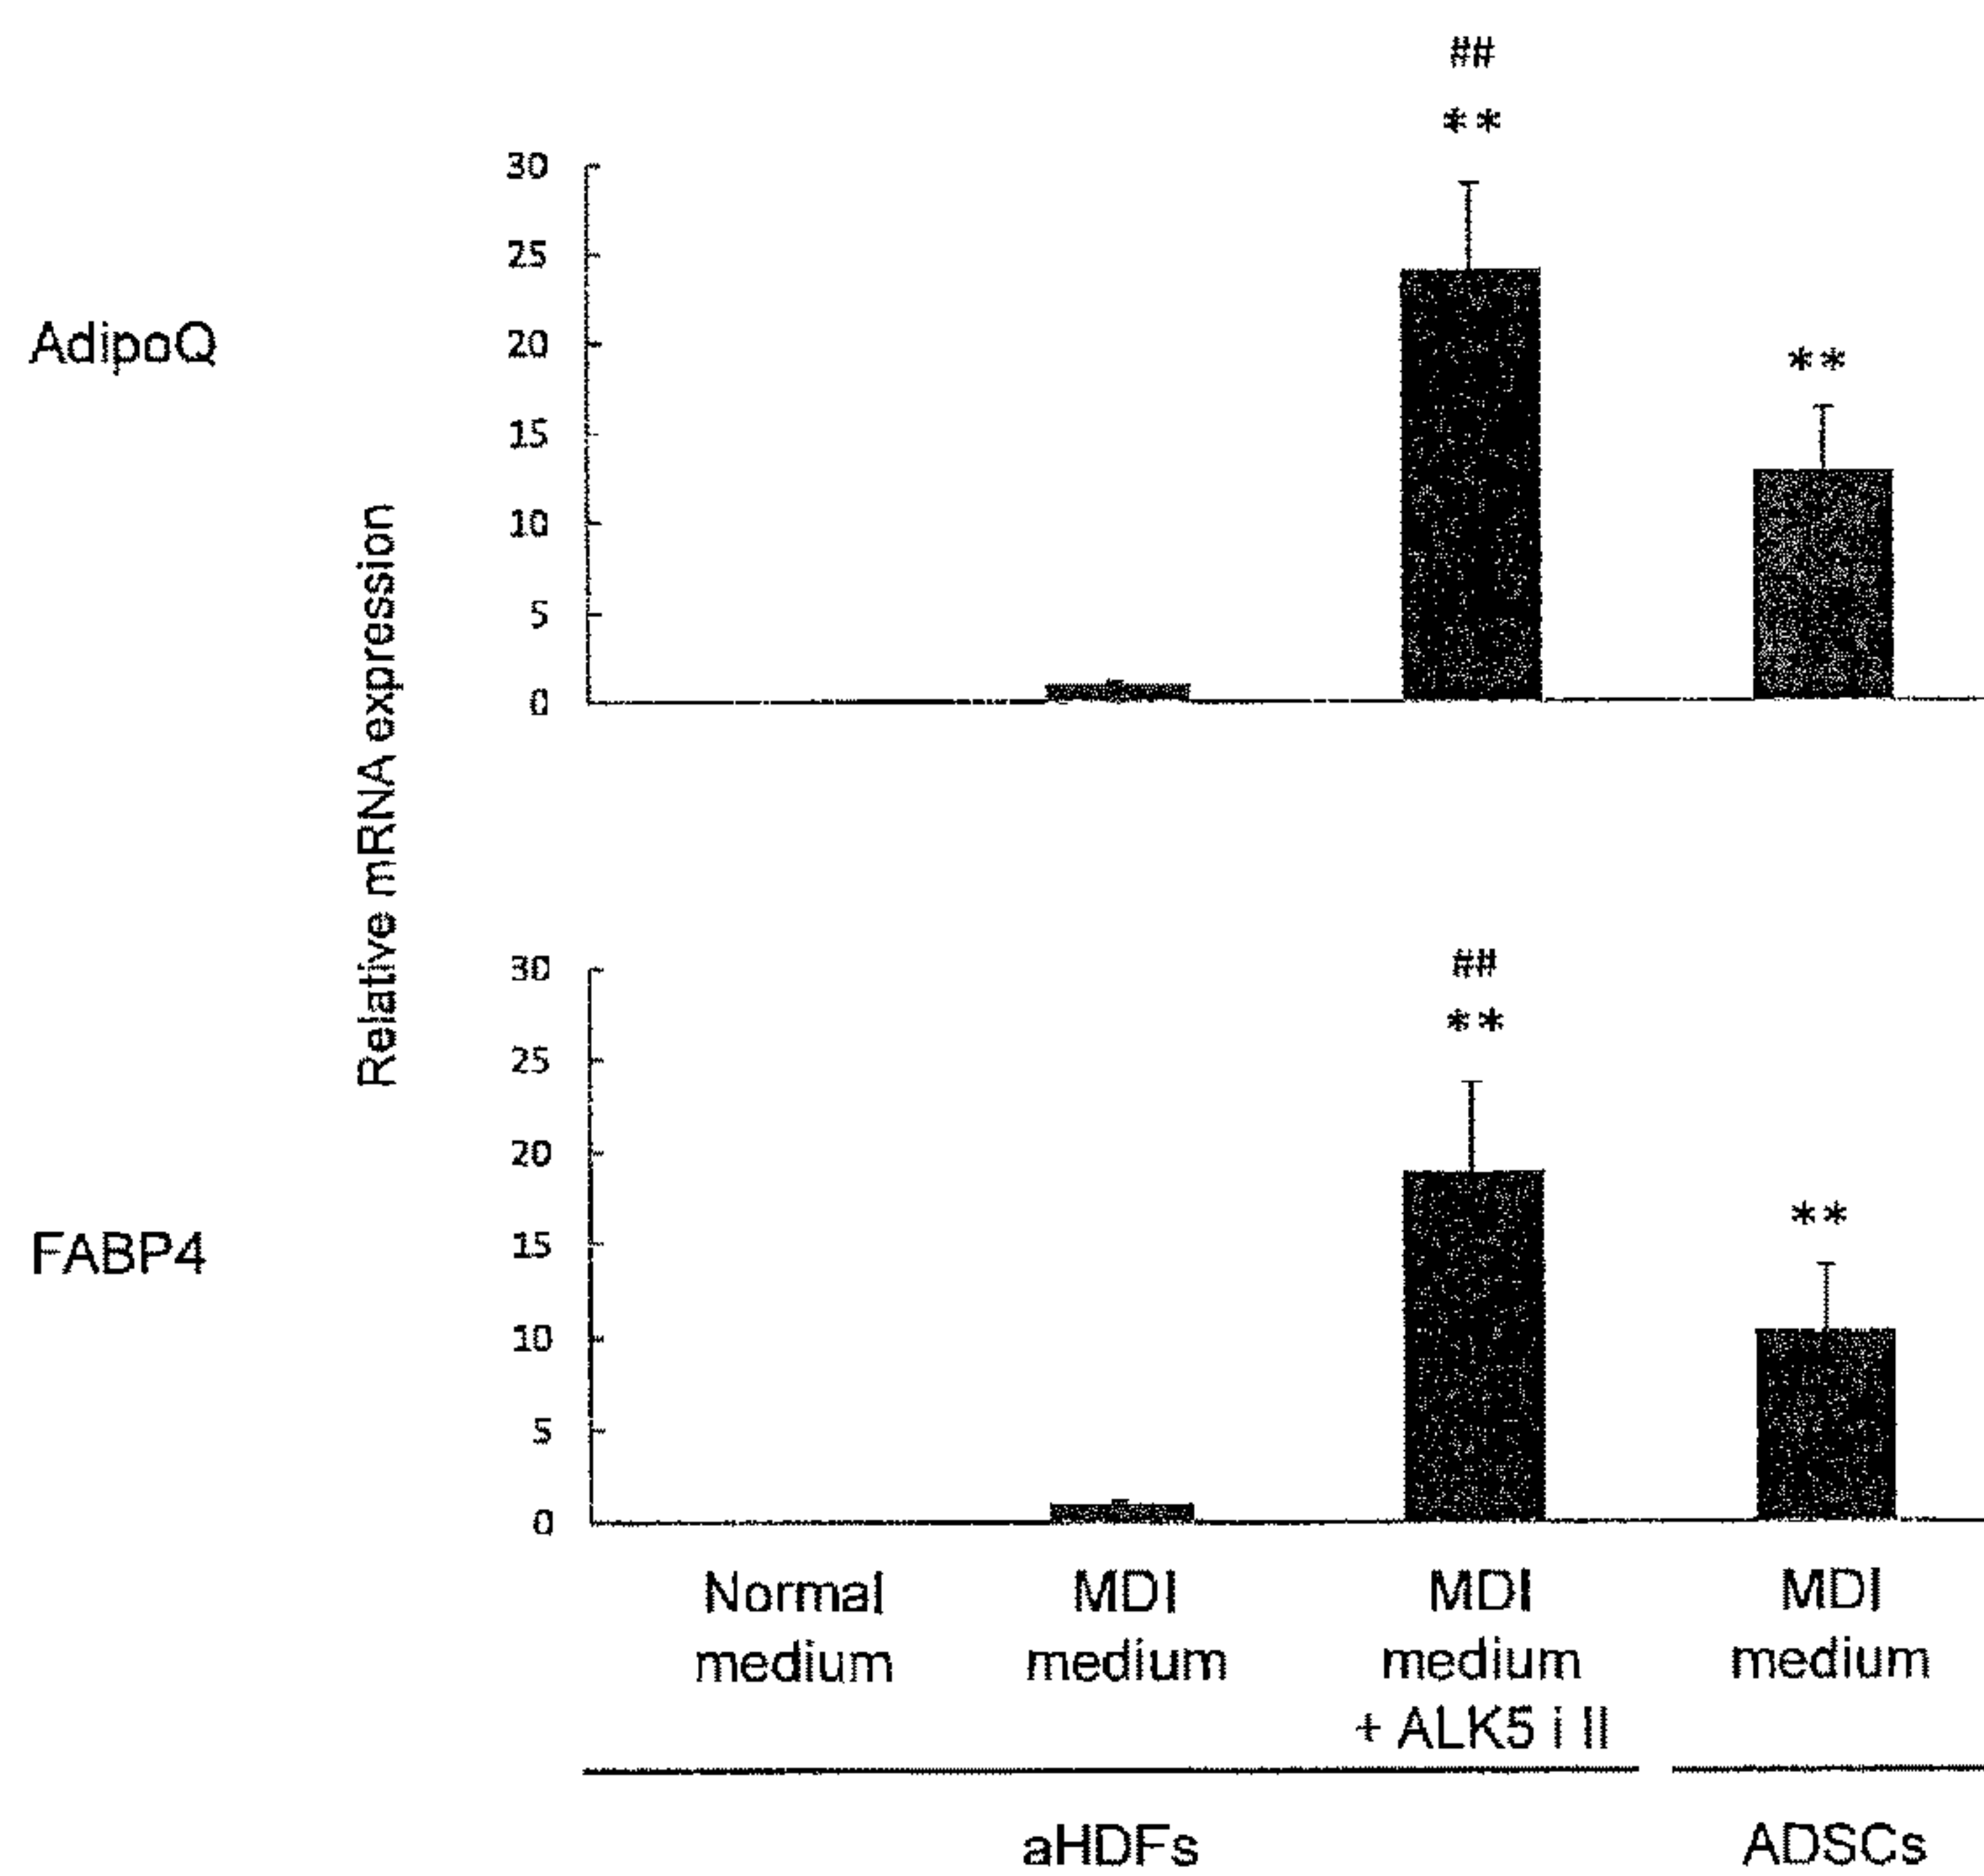 ##
**
30
25
20
15
10
5
0
**
AdipoQ
Relative mRNA expression
##
**
30
25
20
15
10
5
0
**
FABP4
Normal medium
MDI medium
MDI medium + ALK5 i II
MDI medium
aHDFs
ADSCs